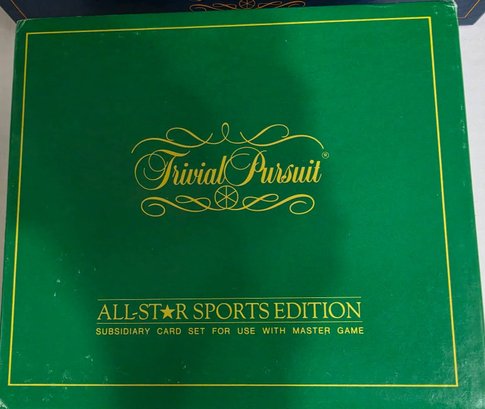 Trivial Pursuit®
ALL-ST★R SPORTS EDITION
SUBSIDIARY CARD SET FOR USE WITH MASTER GAME